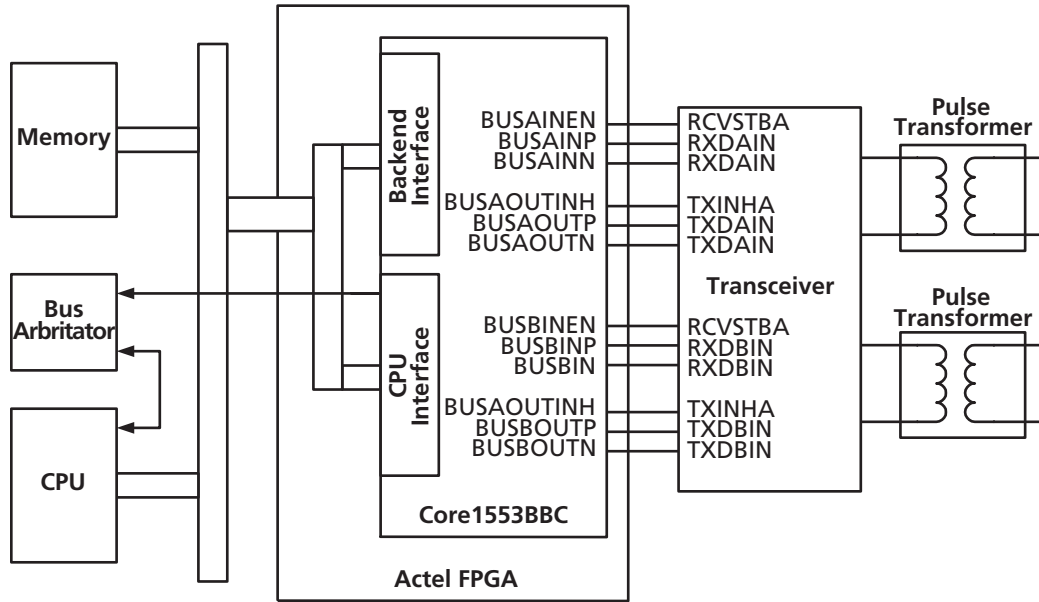 Memory
Bus
Arbritator
CPU
Backend
Interface
CPU
Interface
BUSAINEN
BUSAINP
BUSAINN
BUSAOUTINH
BUSAOUTP
BUSAOUTN
BUSBINEN
BUSBINP
BUSBIN
BUSAOUTINH
BUSBOUTP
BUSBOUTN
Core1553BBC
Actel FPGA
RCVSTBA
RXDAIN
RXDAIN
TXINHA
TXDAIN
TXDAIN
Transceiver
RCVSTBA
RXDBIN
RXDBIN
TXINHA
TXDBIN
TXDBIN
Pulse
Transformer
Pulse
Transformer